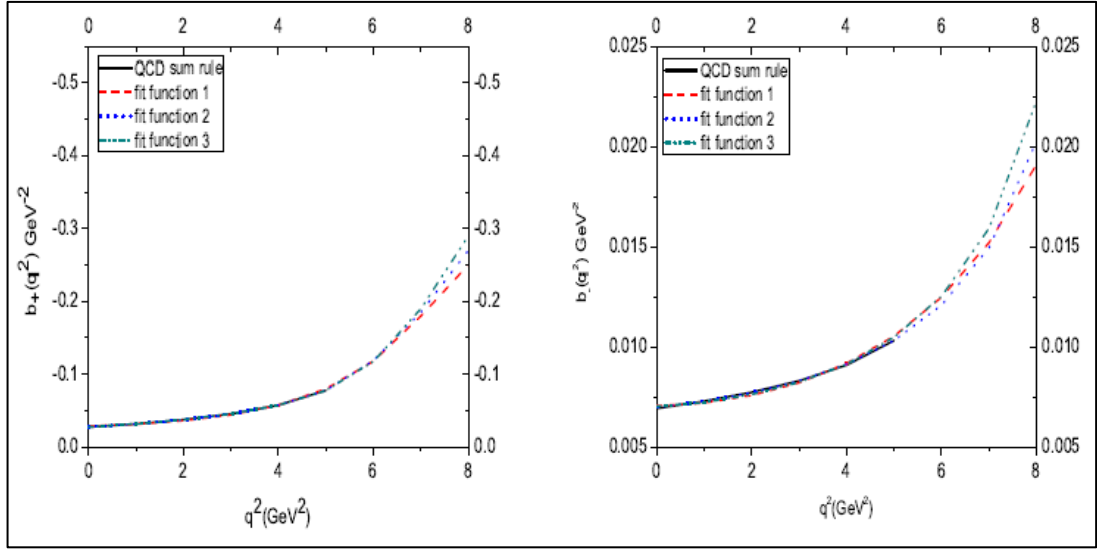 0 2 4 6 8
-0.5 -0.5
-0.4 -0.4
-0.3 -0.3
-0.2 -0.2
-0.1 -0.1
0.0 0.0
QCD sum rule
fit function 1
fit function 2
fit function 3
b₊(q²) GeV⁻²
0 2 4 6 8
q²(GeV²)
0 2 4 6 8
0.025 0.025
0.020 0.020
0.015 0.015
0.010 0.010
0.005 0.005
QCD sum rule
fit function 1
fit function 2
fit function 3
b₋(q²) GeV⁻²
0 2 4 6 8
q²(GeV²)